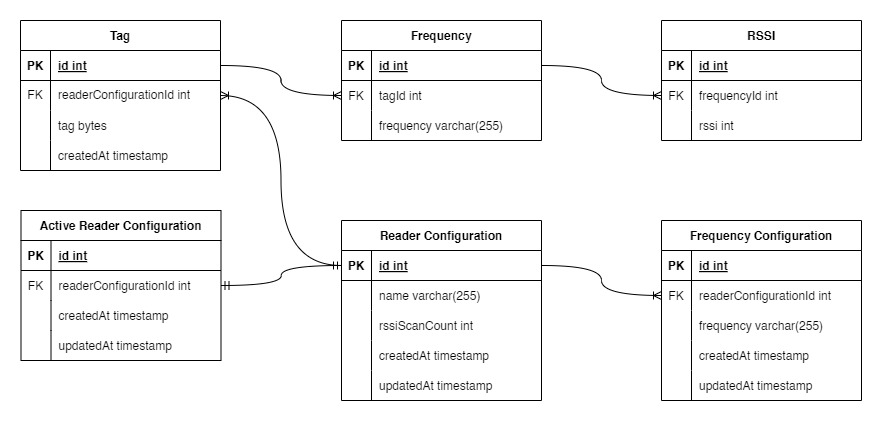 Tag
PK id int
FK readerConfigurationId int
tag bytes
createdAt timestamp
Frequency
PK id int
FK tagId int
frequency varchar(255)
RSSI
PK id int
FK frequencyId int
rssi int
Active Reader Configuration
PK id int
FK readerConfigurationId int
createdAt timestamp
updatedAt timestamp
Reader Configuration
PK id int
name varchar(255)
rssiScanCount int
createdAt timestamp
updatedAt timestamp
Frequency Configuration
PK id int
FK readerConfigurationId int
frequency varchar(255)
createdAt timestamp
updatedAt timestamp